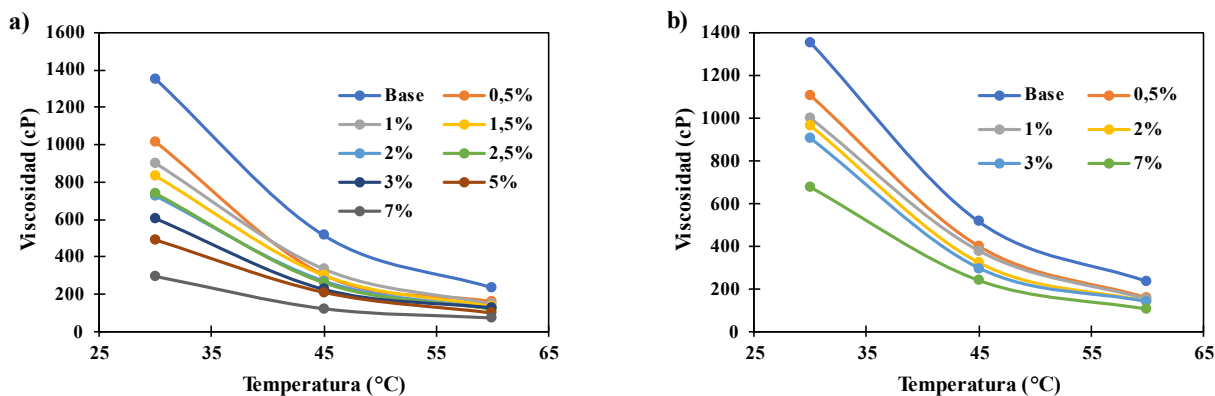 a)
1600
1400
1200
1000
800
600
400
200
0
Viscosidad (cP)
Base 0,5%
1% 1,5%
2% 2,5%
3% 5%
7%
25 35 45 55 65
Temperatura (°C)
b)
1400
1200
1000
800
600
400
200
0
Viscosidad (cP)
Base 0,5%
1% 2%
3% 7%
25 35 45 55 65
Temperatura (°C)